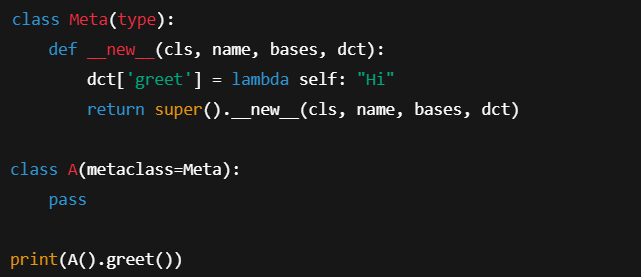 class Meta(type):
    def __new__(cls, name, bases, dct):
        dct['greet'] = lambda self: "Hi"
        return super().__new__(cls, name, bases, dct)

class A(metaclass=Meta):
    pass

print(A().greet())